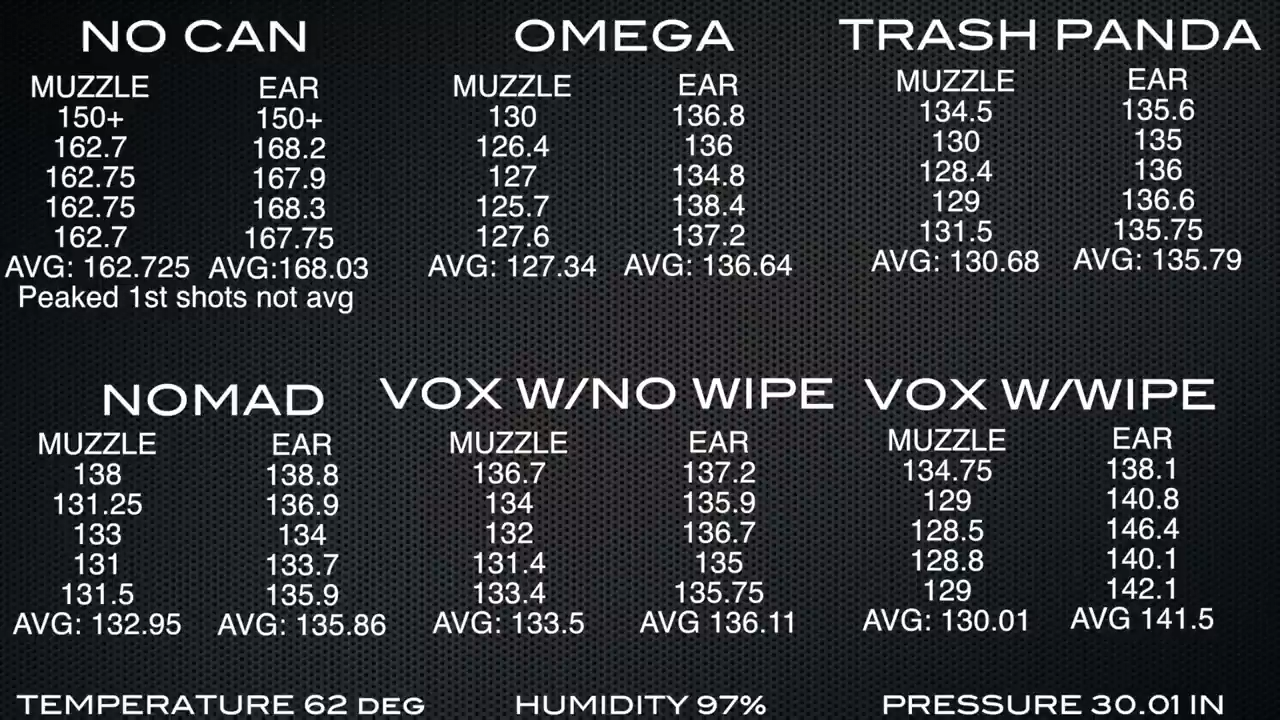 NO CAN
MUZZLE EAR
150+ 150+
162.7 168.2
162.75 167.9
162.75 168.3
162.7 167.75
AVG: 162.725 AVG:168.03
Peaked 1st shots not avg
OMEGA
MUZZLE EAR
130 136.8
126.4 136
127 134.8
125.7 138.4
127.6 137.2
AVG: 127.34 AVG: 136.64
TRASH PANDA
MUZZLE EAR
134.5 135.6
130 135
128.4 136
129 136.6
131.5 135.75
AVG: 130.68 AVG: 135.79
NOMAD
MUZZLE EAR
138 138.8
131.25 136.9
133 134
131 133.7
131.5 135.9
AVG: 132.95 AVG: 135.86
VOX W/NO WIPE
MUZZLE EAR
136.7 137.2
134 135.9
132 136.7
131.4 135
133.4 135.75
AVG: 133.5 AVG 136.11
VOX W/WIPE
MUZZLE EAR
134.75 138.1
129 140.8
128.5 146.4
128.8 140.1
129 142.1
AVG: 130.01 AVG 141.5
TEMPERATURE 62 DEG HUMIDITY 97% PRESSURE 30.01 IN